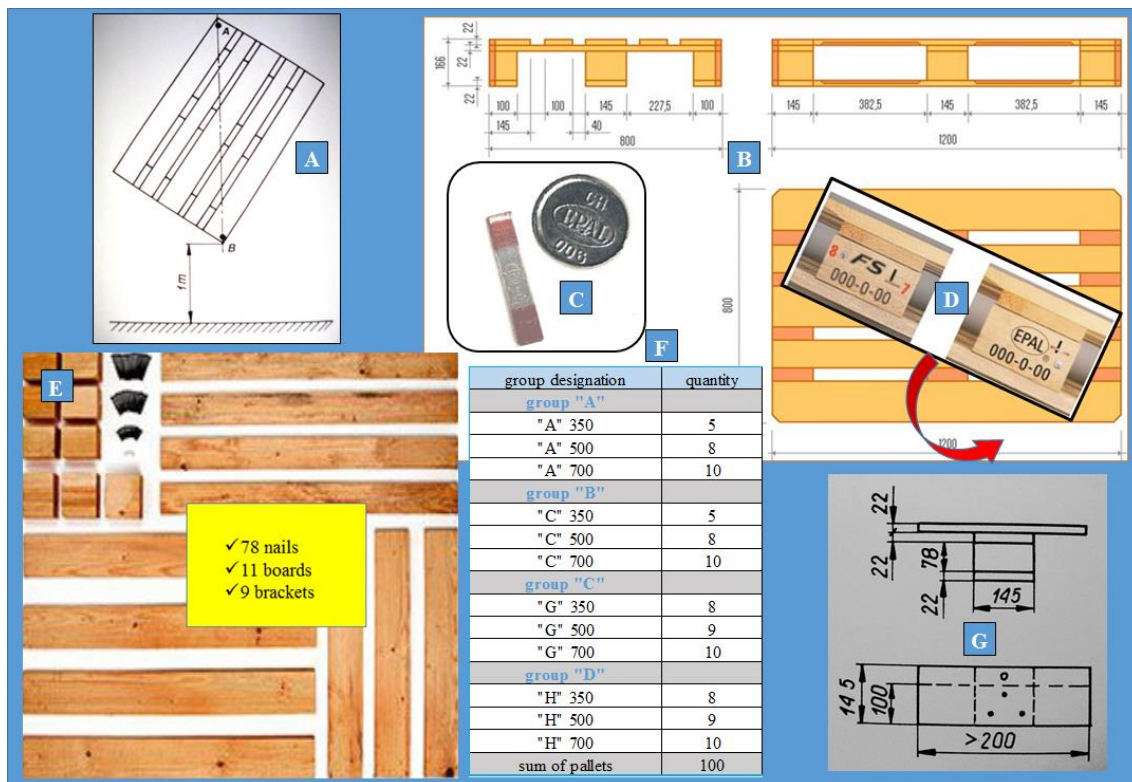 A
B
1 m
A
22
166
22
22
100 100 145 227,5 100
145 40
800
145 382,5 145 382,5 145
1200
B
EPAL
C
F
800
8 FS 7
000-0-00
D
EPAL
000-0-00
1200
E
✓78 nails
✓11 boards
✓9 brackets
group designation quantity
group "A"
"A" 350 5
"A" 500 8
"A" 700 10
group "B"
"C" 350 5
"C" 500 8
"C" 700 10
group "C"
"G" 350 8
"G" 500 9
"G" 700 10
group "D"
"H" 350 8
"H" 500 9
"H" 700 10
sum of pallets 100
22
22
78
22
145
G
145
100
>200